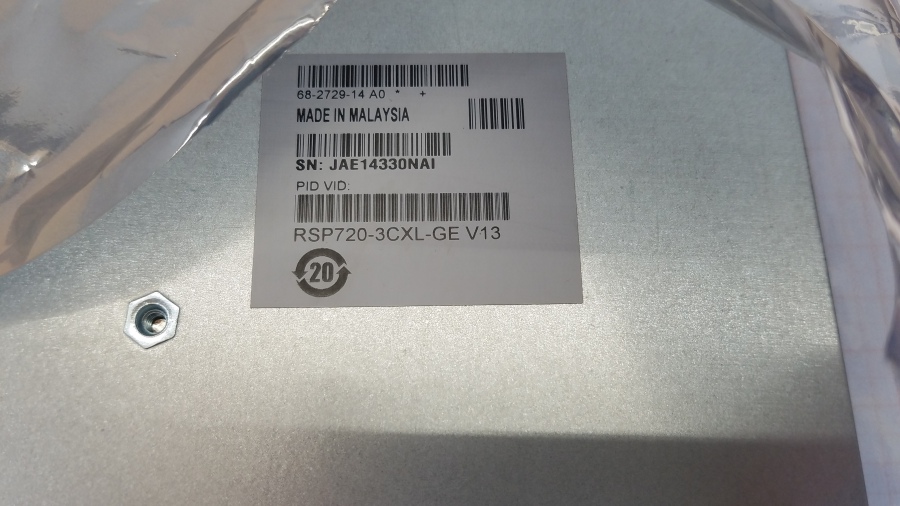 68-2729-14 A0 * +
MADE IN MALAYSIA
SN: JAE14330NAI
PID VID:
RSP720-3CXL-GE V13
20